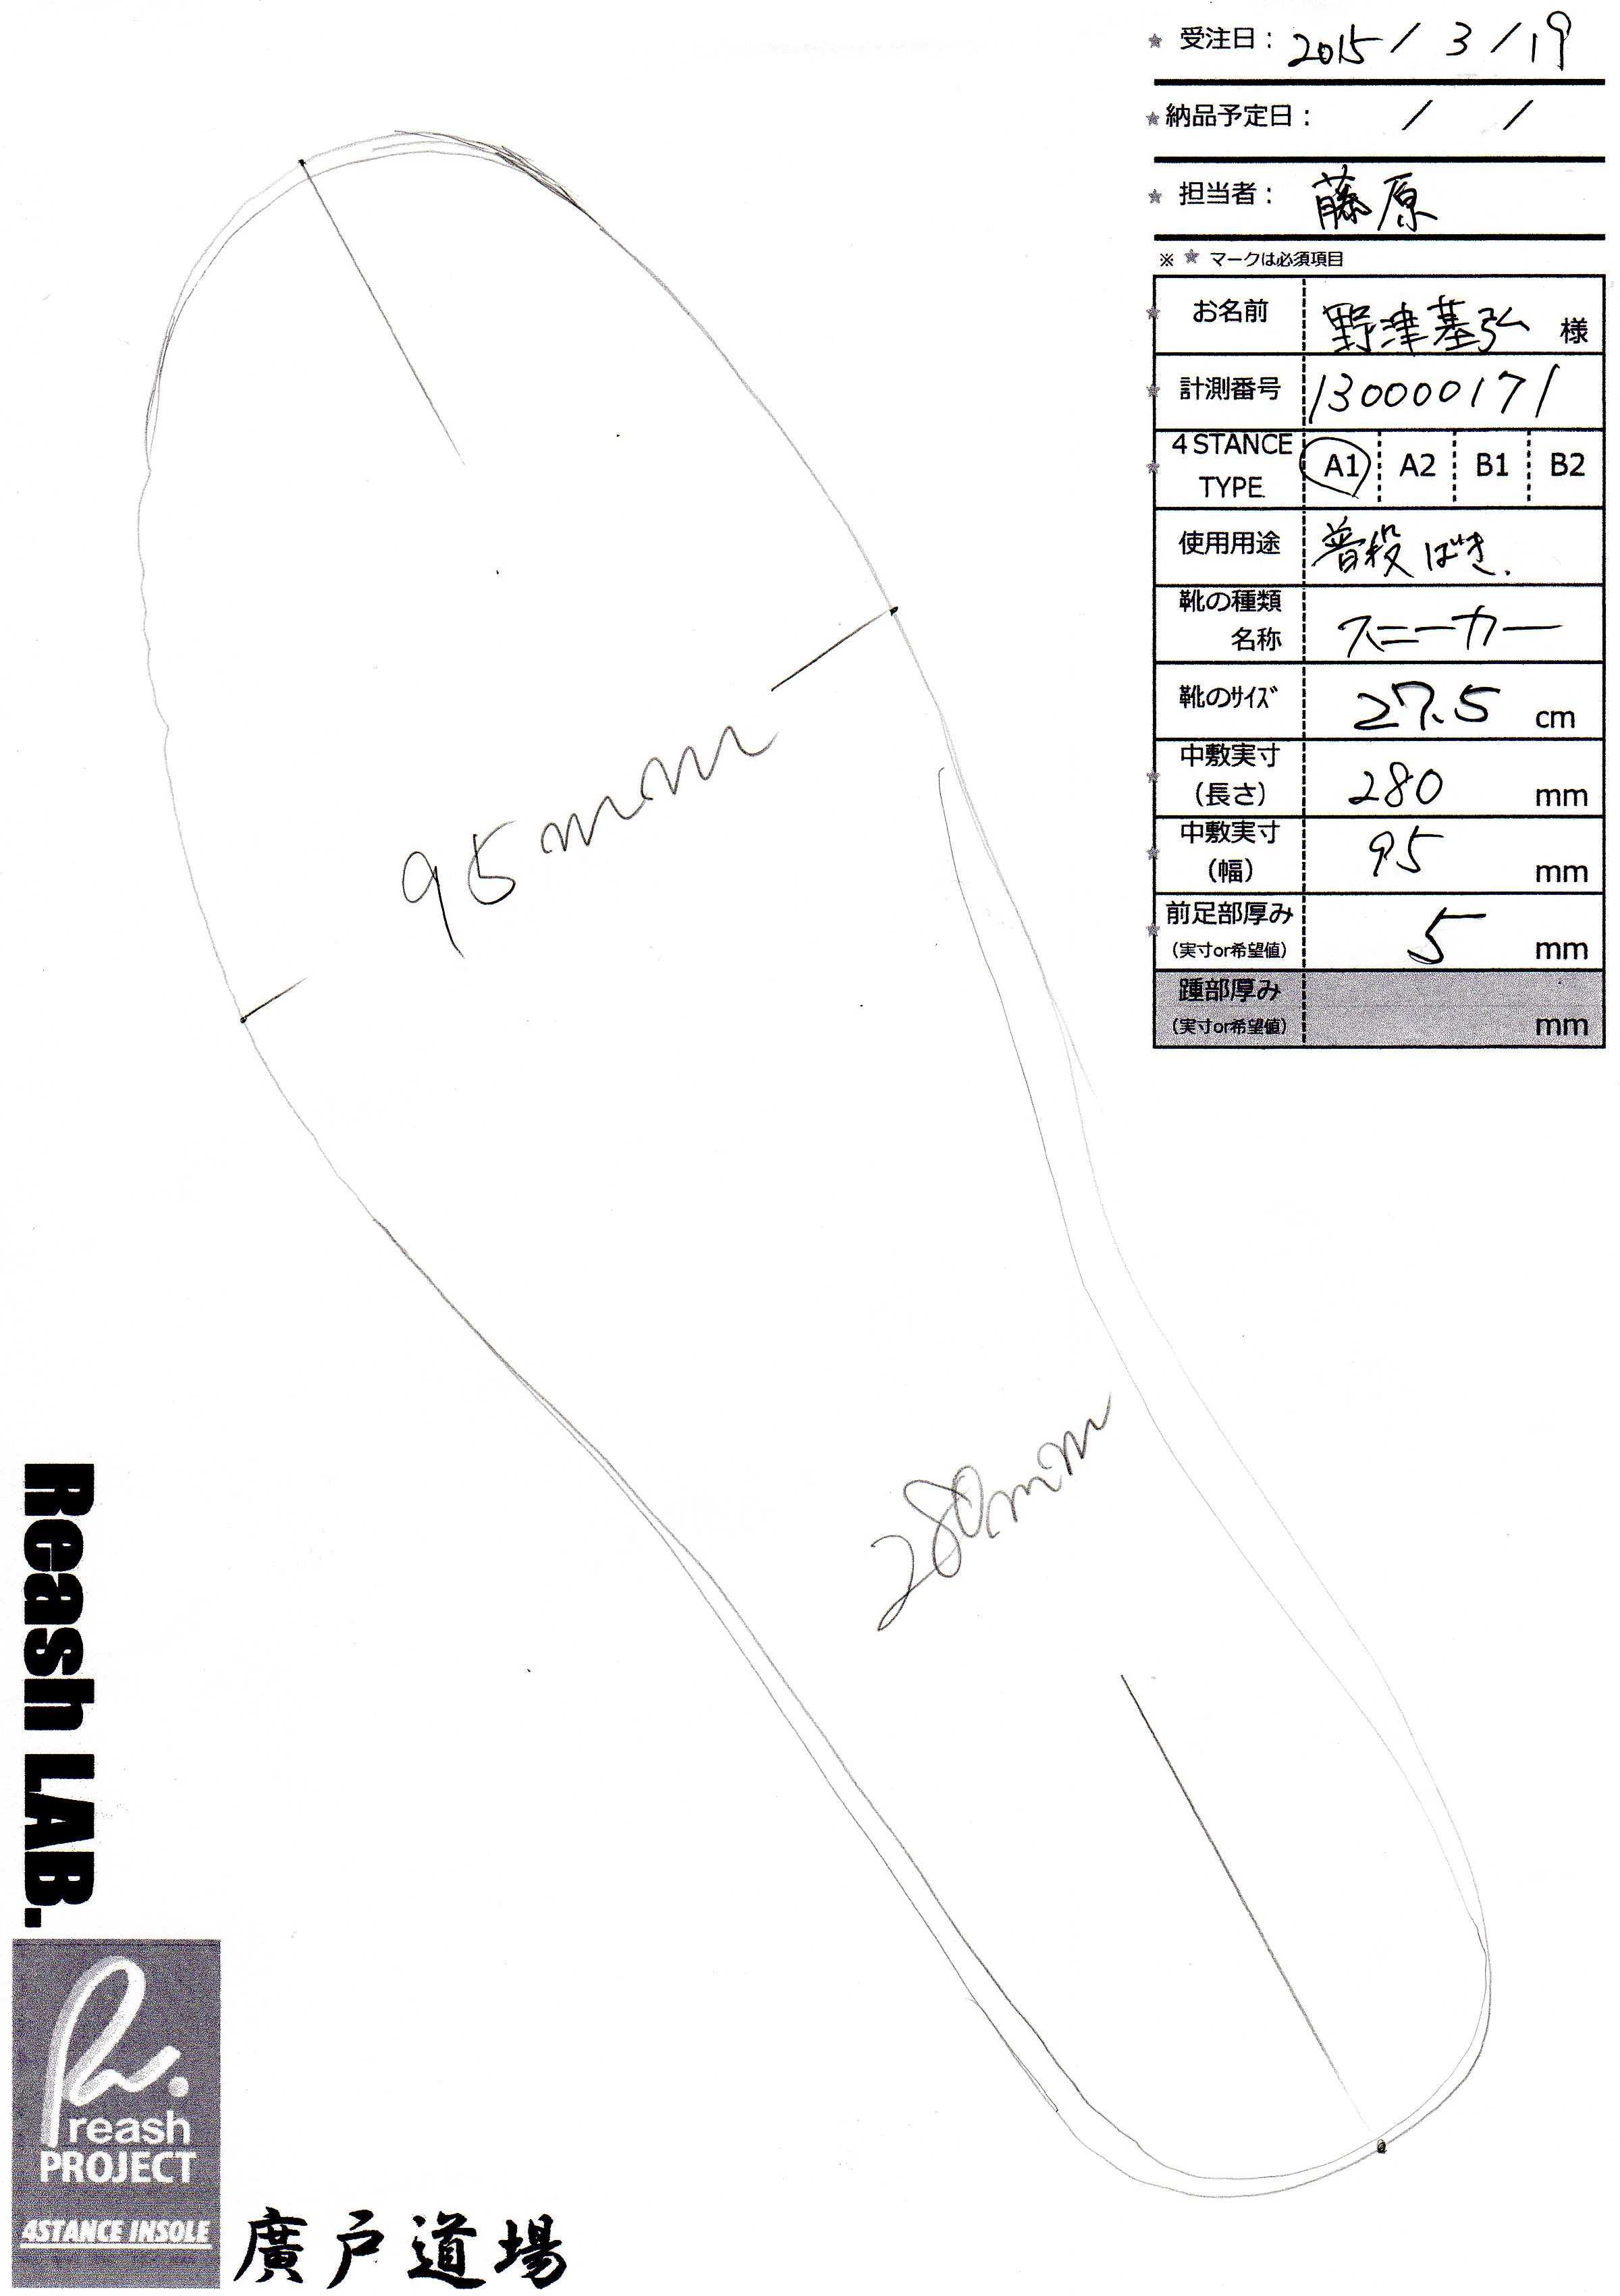 ★ 受注日: 2015 / 3 / 19
★ 納品予定日: / /
★ 担当者: 藤原
※ ★ マークは必須項目
★ お名前 野津基弘 様
★ 計測番号 130000171
★ 4STANCE TYPE A1 A2 B1 B2
使用用途 普段ばき.
靴の種類 名称 スニーカー
靴のサイズ 27.5 cm
★ 中敷実寸 (長さ) 280 mm
★ 中敷実寸 (幅) 95 mm
★ 前足部厚み (実寸or希望値) 5 mm
踵部厚み (実寸or希望値) mm
95mm
280mm
Reash LAB.
R.
reash
PROJECT
4STANCE INSOLE
廣戸道場